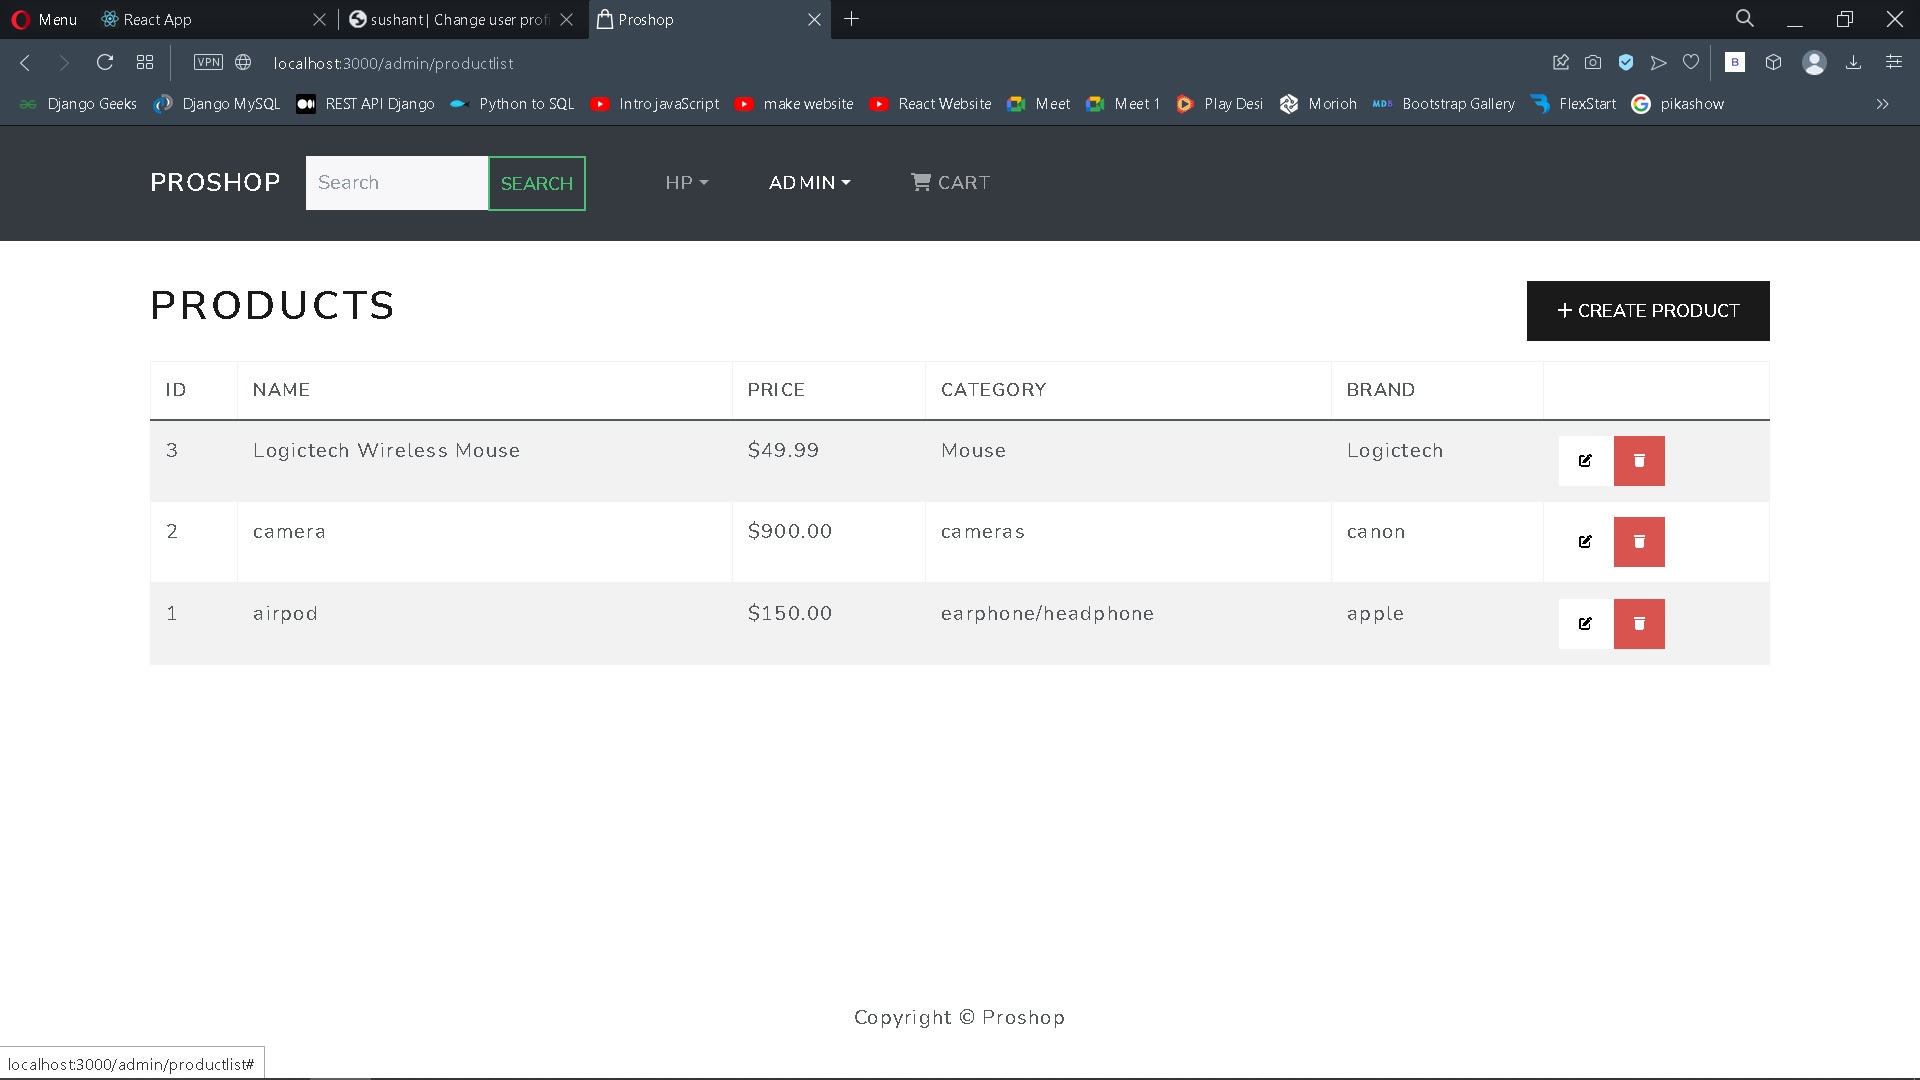 Menu React App sushant | Change user profi Proshop
VPN localhost:3000/admin/productlist B
Django Geeks Django MySQL REST API Django Python to SQL Intro javaScript make website React Website Meet Meet 1 Play Desi Morioh MDB Bootstrap Gallery FlexStart pikashow
PROSHOP Search SEARCH HP ADMIN CART
PRODUCTS + CREATE PRODUCT
ID NAME PRICE CATEGORY BRAND
3 Logictech Wireless Mouse $49.99 Mouse Logictech
2 camera $900.00 cameras canon
1 airpod $150.00 earphone/headphone apple
Copyright © Proshop
localhost:3000/admin/productlist#